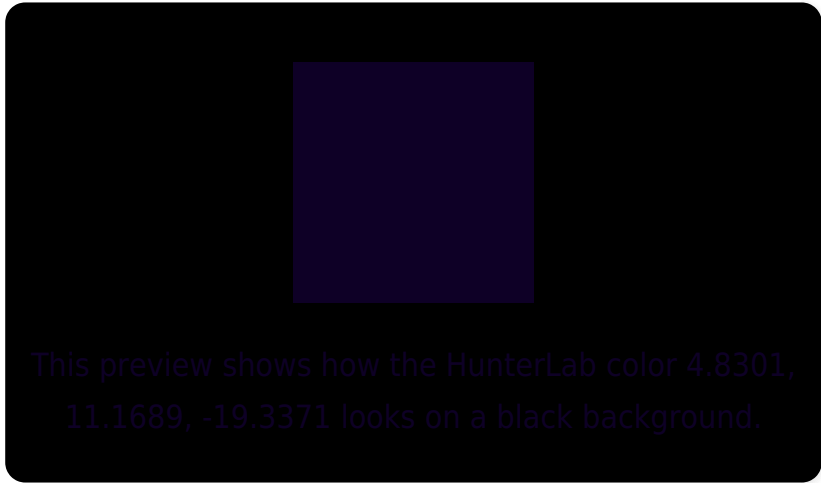 This preview shows how the HunterLab color 4.8301,
11.1689, -19.3371 looks on a black background.